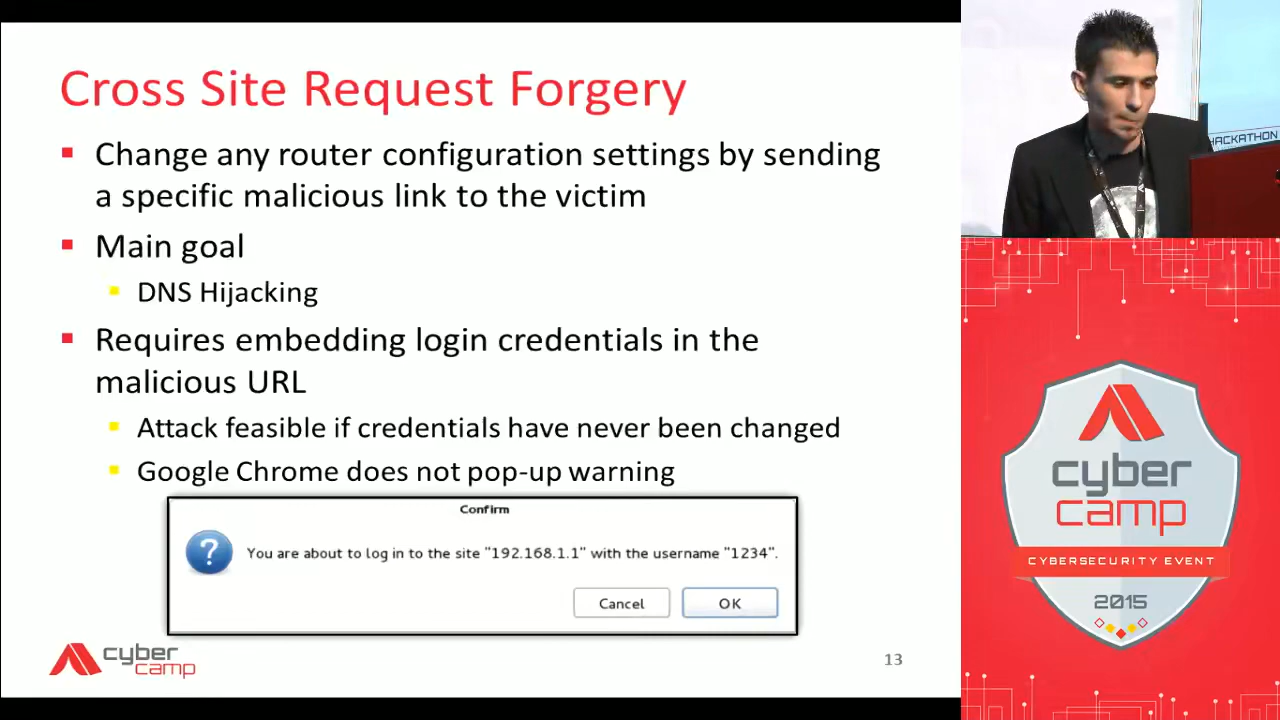 Cross Site Request Forgery
Change any router configuration settings by sending
a specific malicious link to the victim
Main goal
DNS Hijacking
Requires embedding login credentials in the
malicious URL
Attack feasible if credentials have never been changed
Google Chrome does not pop-up warning
Confirm
You are about to log in to the site "192.168.1.1" with the username "1234".
Cancel
OK
cyber
camp
13
HACKATHON
cyber
camp
CYBERSECURITY EVENT
2015